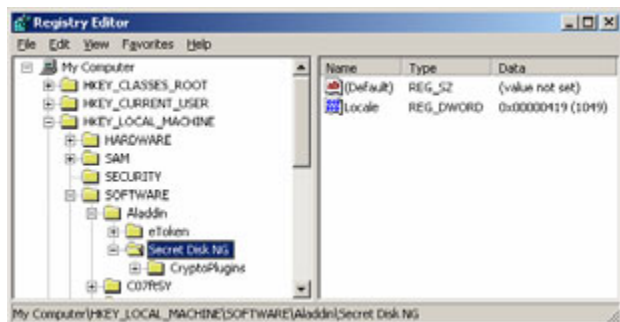 Registry Editor
File Edit View Favorites Help
My Computer
HKEY_CLASSES_ROOT
HKEY_CURRENT_USER
HKEY_LOCAL_MACHINE
HARDWARE
SAM
SECURITY
SOFTWARE
Aladdin
eToken
Secret Disk NG
CryptoPlugins
C07RSY
Name Type Data
(Default) REG_SZ (value not set)
Locale REG_DWORD 0x00000419 (1049)
My Computer\HKEY_LOCAL_MACHINE\SOFTWARE\Aladdin\Secret Disk NG